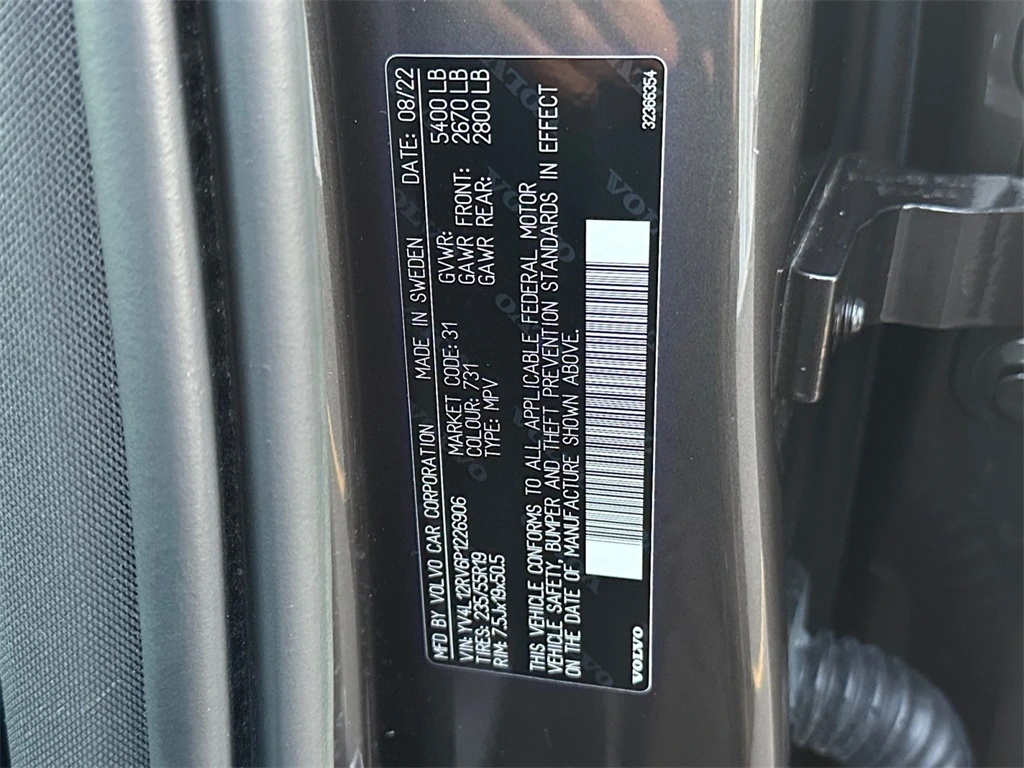 MFD BY VOLVO CAR CORPORATION MADE IN SWEDEN DATE: 08/22
VIN: YV4L12RV6P1226906 MARKET CODE: 31 GVWR: 5400 LB
TIRES: 235/55R19 COLOUR: 731 GAWR FRONT: 2670 LB
RIM: 7.5Jx19x50.5 TYPE: MPV GAWR REAR: 2800 LB
THIS VEHICLE CONFORMS TO ALL APPLICABLE FEDERAL MOTOR
VEHICLE SAFETY, BUMPER AND THEFT PREVENTION STANDARDS IN EFFECT
ON THE DATE OF MANUFACTURE SHOWN ABOVE.
VOLVO 32366354